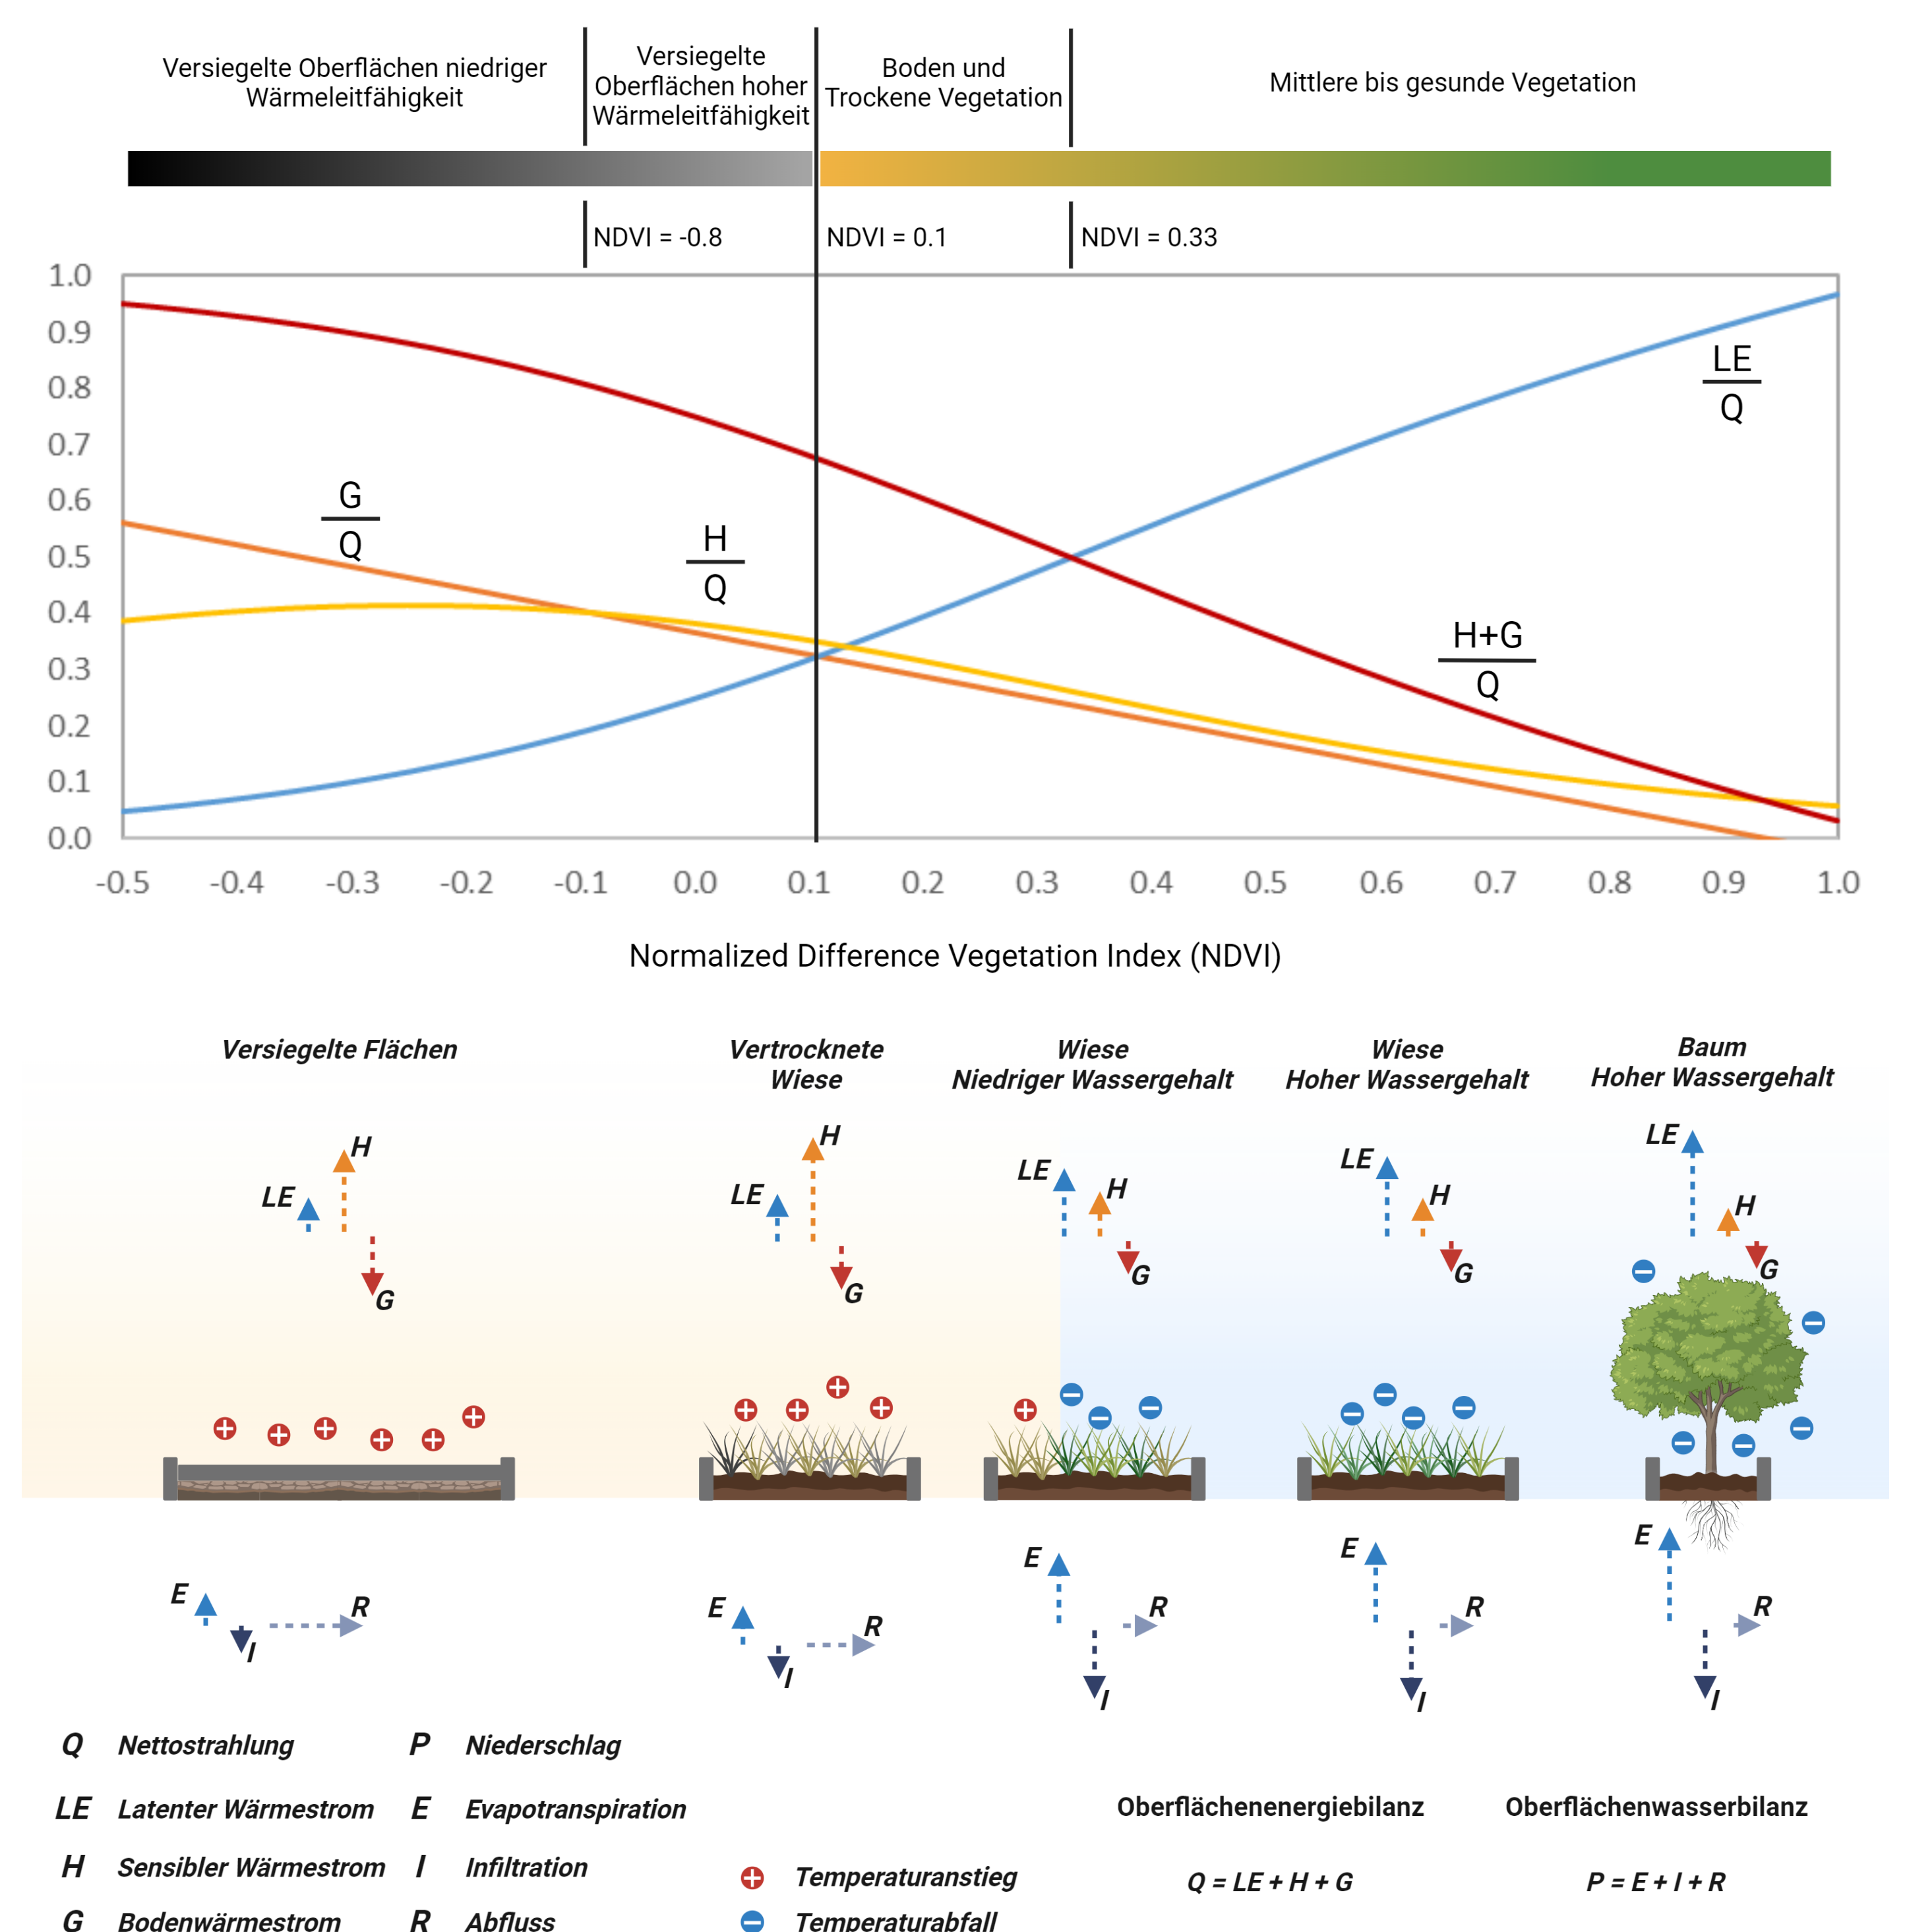 Versiegelte Oberflächen niedriger
Wärmeleitfähigkeit
Versiegelte
Oberflächen hoher
Wärmeleitfähigkeit
Boden und
Trockene Vegetation
Mittlere bis gesunde Vegetation
NDVI = -0.8
NDVI = 0.1
NDVI = 0.33
1.0
0.9
0.8
0.7
0.6
0.5
0.4
0.3
0.2
0.1
0.0
G
Q
H
Q
LE
Q
H+G
Q
-0.5 -0.4 -0.3 -0.2 -0.1 0.0 0.1 0.2 0.3 0.4 0.5 0.6 0.7 0.8 0.9 1.0
Normalized Difference Vegetation Index (NDVI)
Versiegelte Flächen
Vertrocknete
Wiese
Wiese
Niedriger Wassergehalt
Wiese
Hoher Wassergehalt
Baum
Hoher Wassergehalt
LE H G
LE H G
LE H G
LE H G
LE H G
E I R
E I R
E I R
E I R
E I R
Q Nettostrahlung
LE Latenter Wärmestrom
H Sensibler Wärmestrom
G Bodenwärmestrom
P Niederschlag
E Evapotranspiration
I Infiltration
R Abfluss
Temperaturanstieg
Temperaturabfall
Oberflächenenergiebilanz
Q = LE + H + G
Oberflächenwasserbilanz
P = E + I + R